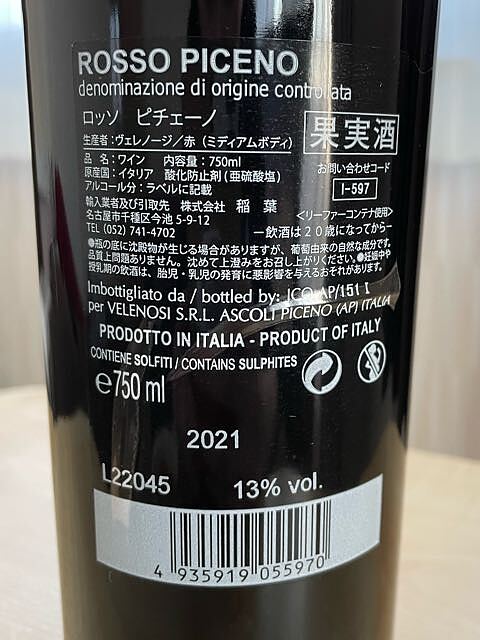 ROSSO PICENO
denominazione di origine controllata
ロッソ ピチェーノ
生産者：ヴェレノージ／赤（ミディアムボディ）
果実酒
品名：ワイン 内容量：750ml
お問い合わせコード
原産国：イタリア 酸化防止剤（亜硫酸塩）
I-597
アルコール分：ラベルに記載
輸入業者及び引取先 株式会社 稲葉
名古屋市千種区今池5-9-12
＜リーファーコンテナ使用＞
TEL (052) 741-4702
―飲酒は２０歳になってから―
●瓶の底に沈殿物が生じる場合がありますが、葡萄由来の自然な成分です。
品質上問題ありません。沈めて上澄みをお召し上がりください。●妊娠中や
授乳期の飲酒は、胎児・乳児の発育に悪影響を与えるおそれがあります。
Imbottigliato da / bottled by: ICQ AP/151 I
per VELENOSI S.R.L. ASCOLI PICENO (AP) ITALIA
PRODOTTO IN ITALIA - PRODUCT OF ITALY
CONTIENE SOLFITI / CONTAINS SULPHITES
e 750 ml
2021
L22045 13% vol.
4 935919 055970